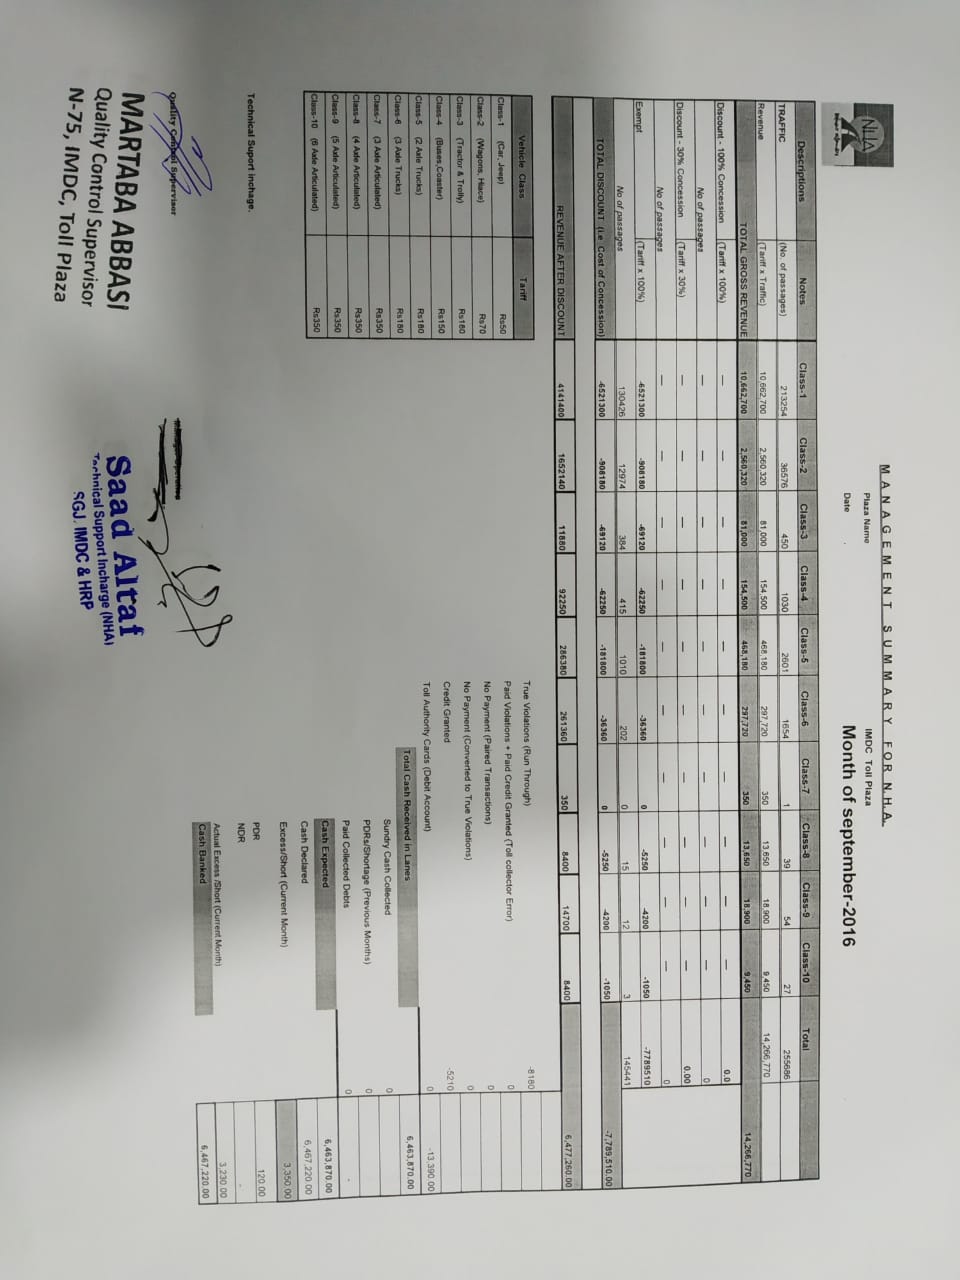 NHA
MANAGEMENT SUMMARY FOR N.H.A.
Plaza Name IMDC Toll Plaza
Date Month of september-2016
Descriptions Notes Class-1 Class-2 Class-3 Class-4 Class-5 Class-6 Class-7 Class-8 Class-9 Class-10 Total
TRAFFIC (No. of passages) 213254 36576 450 1030 2601 1654 1 39 54 27 255686
Revenue (Tariff x Traffic) 10,662,700 2,560,320 81,000 154,500 468,180 297,720 350 13,650 18,900 9,450 14,266,770
TOTAL GROSS REVENUE 10,662,700 2,560,320 81,000 154,500 468,180 297,720 350 13,650 18,900 9,450 14,266,770
Discount - 100% Concession (Tariff x 100%) — — — — — — — — — — 0.0
No of passages — — — — — — — — — — 0
Discount - 30% Concession (Tariff x 30%) — — — — — — — — — — 0.00
No of passages — — — — — — — — — — 0
Exempt (Tariff x 100%) -6521300 -908180 -69120 -62250 -181800 -36360 0 -5250 -4200 -1050 -7789510
No of passages 130426 12974 384 415 1010 202 0 15 12 3 145441
TOTAL DISCOUNT (i.e Cost of Concession) -6521300 -908180 -69120 -62250 -181800 -36360 0 -5250 -4200 -1050 -7,789,510.00
REVENUE AFTER DISCOUNT 4141400 1652140 11880 92250 286380 261360 350 8400 14700 8400 6,477,260.00
Vehicle Class Tariff
Class-1 (Car, Jeep) Rs50
Class-2 (Wagons, Hiace) Rs70
Class-3 (Tractor & Trolly) Rs180
Class-4 (Buses,Coaster) Rs150
Class-5 (2 Axle Trucks) Rs180
Class-6 (3 Axle Trucks) Rs180
Class-7 (3 Axle Articulated) Rs350
Class-8 (4 Axle Articulated) Rs350
Class-9 (5 Axle Articulated) Rs350
Class-10 (6 Axle Articulated) Rs350
True Violations (Run Through) -8180
Paid Violations + Paid Credit Granted (Toll collector Error) 0
No Payment (Paired Transactions) 0
No Payment (Converted to True Violations) 0
Credit Granted -5210
Toll Authority Cards (Debit Account) 0 -13,390.00
Total Cash Received in Lanes 6,463,870.00
Sundry Cash Collected 0
PDRs/Shortage (Previous Months) 0
Paid Collected Debts 0 -
Cash Expected 6,463,870.00
Cash Declared 6,467,220.00
Excess/Short (Current Month) 3,350.00
PDR 120.00
NDR -
Actual Excess /Short (Current Month) 3,230.00
Cash Banked 6,467,220.00
Technical Suport inchage.
Quality Control Supervisor
MARTABA ABBASI
Quality Control Supervisor
N-75, IMDC, Toll Plaza
Saad Altaf
Technical Support Incharge (NHA)
SGJ, IMDC & HRP